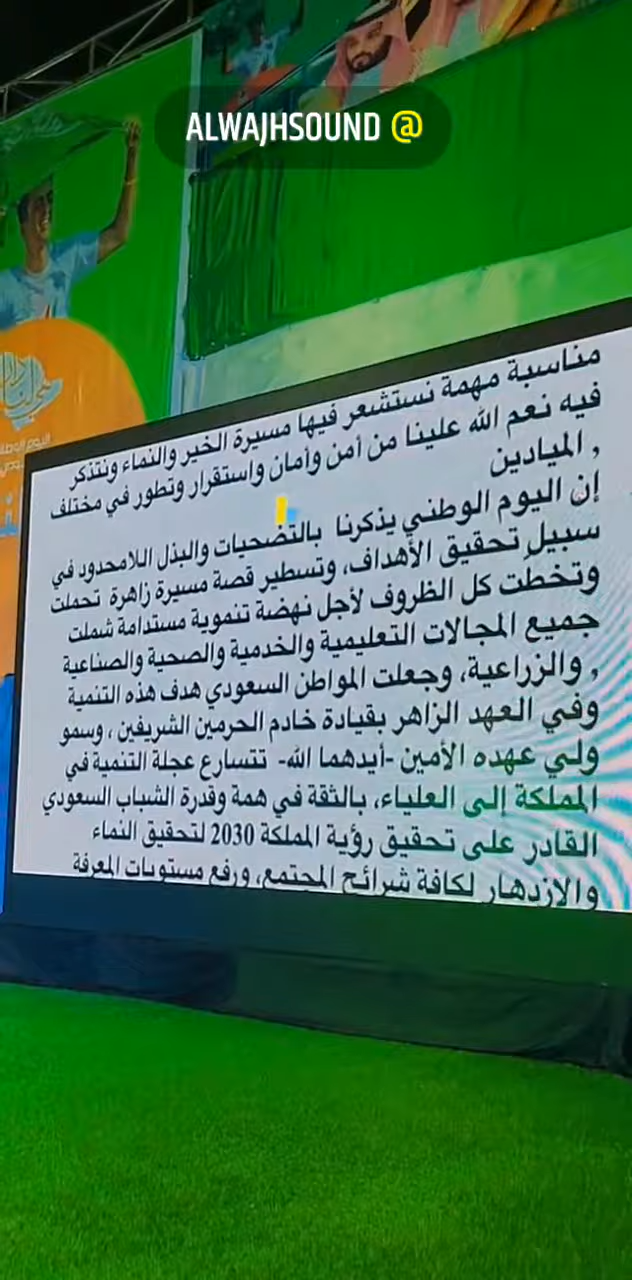 ALWAJHSOUND @
مناسبة مهمة نستشعر فيها مسيرة الخير والنماء ونتذكر
فيه نعم الله علينا من أمن وأمان واستقرار وتطور في مختلف
الميادين ,
إن اليوم الوطني يذكرنا بالتضحيات والبذل اللامحدود في
سبيل تحقيق الأهداف، وتسطير قصة مسيرة زاهرة تحملت
وتخطت كل الظروف لأجل نهضة تنموية مستدامة شملت
جميع المجالات التعليمية والخدمية والصحية والصناعية
والزراعية، وجعلت المواطن السعودي هدف هذه التنمية ,
وفي العهد الزاهر بقيادة خادم الحرمين الشريفين ، وسمو
ولي عهده الأمين -أيدهما الله- تتسارع عجلة التنمية في
المملكة إلى العلياء، بالثقة في همة وقدرة الشباب السعودي
القادر على تحقيق رؤية المملكة 2030 لتحقيق النماء
والازدهار لكافة شرائح المجتمع، ورفع مستويات المعرفة